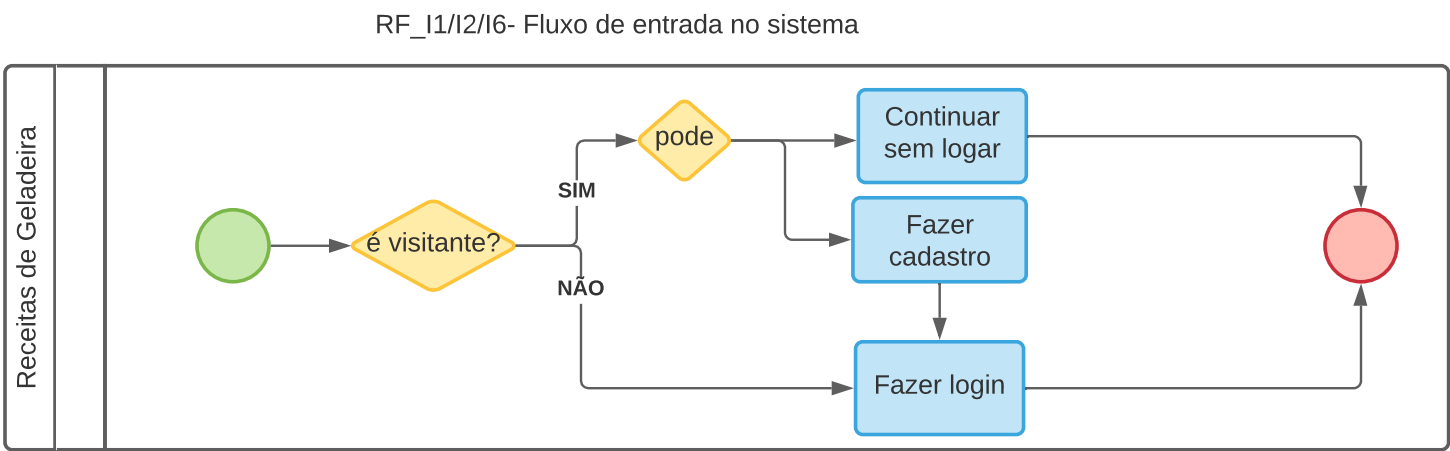 RF_I1/I2/I6- Fluxo de entrada no sistema
Receitas de Geladeira
é visitante?
SIM
NÃO
pode
Continuar
sem logar
Fazer
cadastro
Fazer login